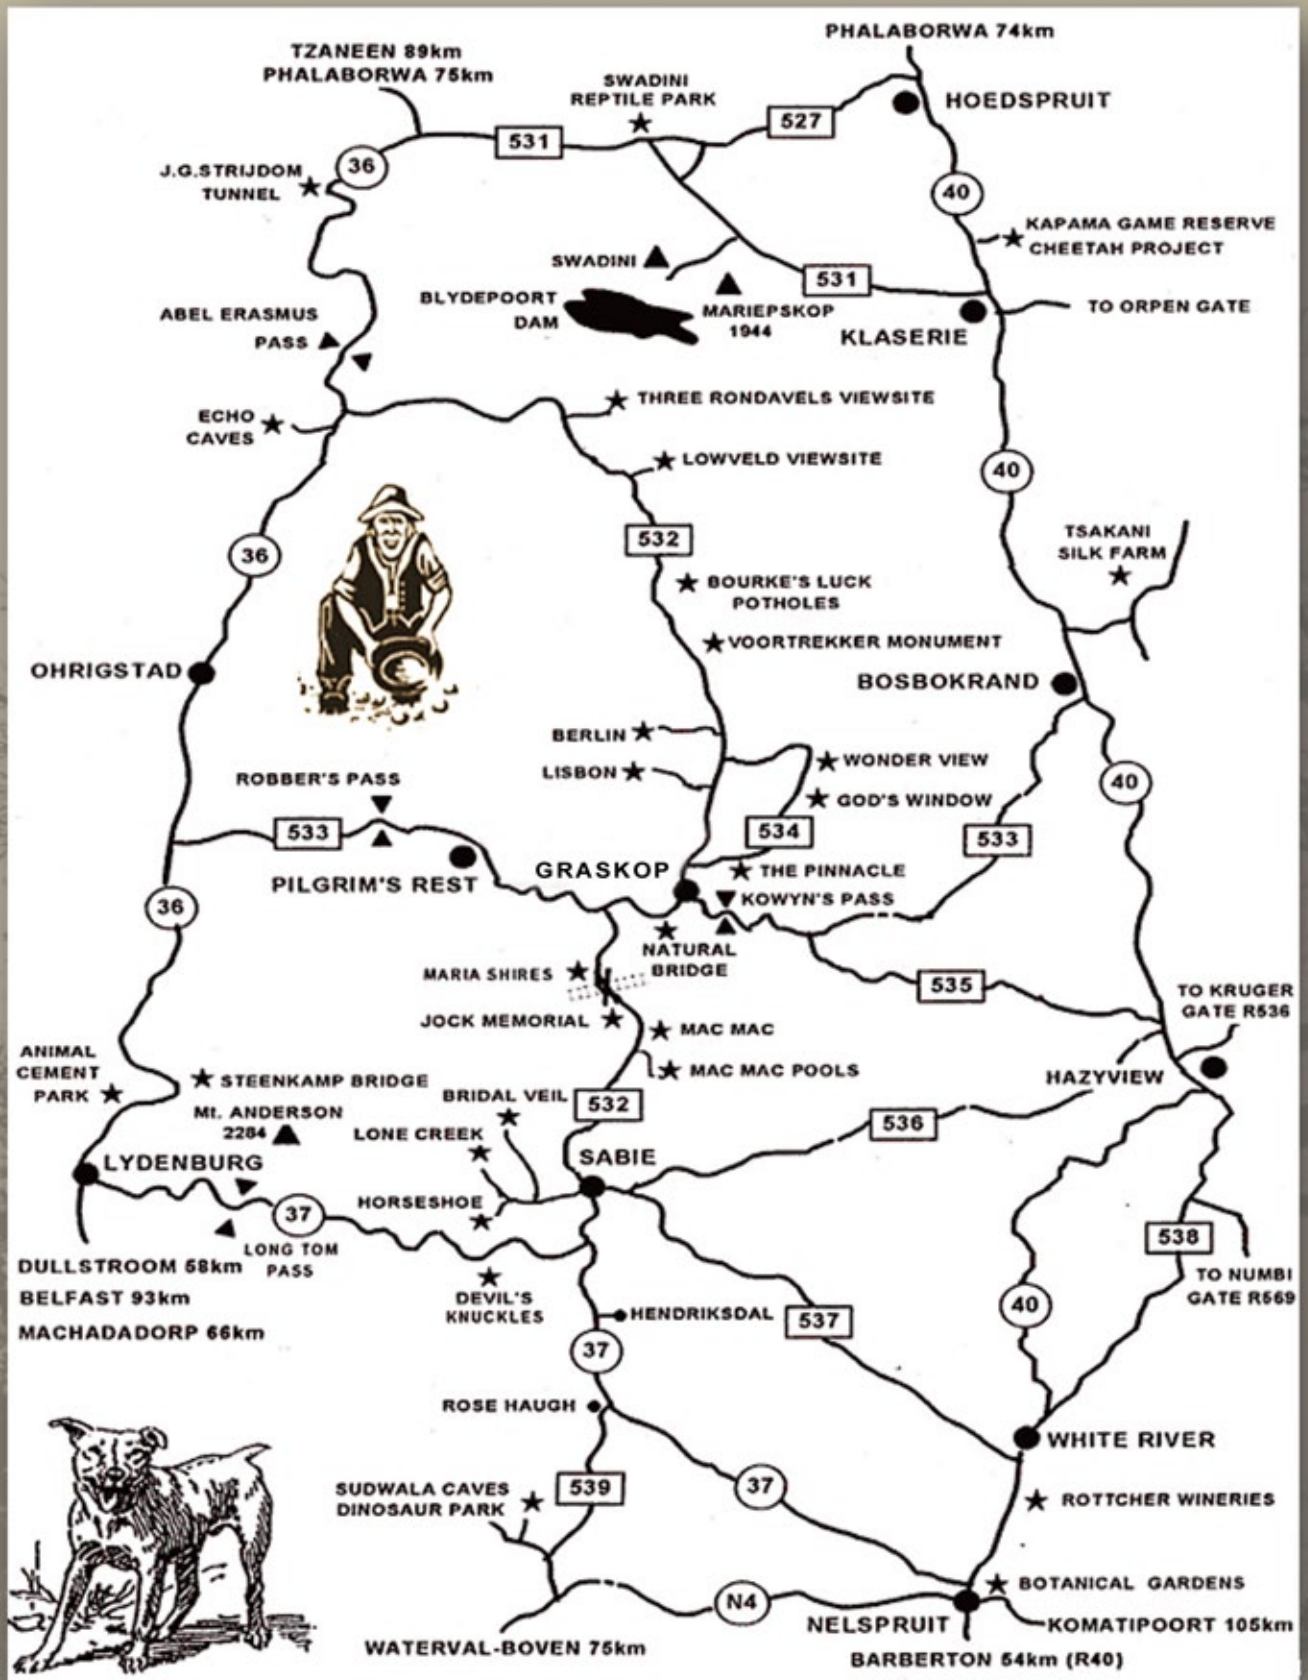 PHALABORWA 74km
TZANEEN 89km
PHALABORWA 75km
SWADINI
REPTILE PARK
HOEDSPRUIT
527
531
36
J.G.STRIJDOM
TUNNEL
40
KAPAMA GAME RESERVE
CHEETAH PROJECT
SWADINI
531
BLYDEPOORT
DAM
MARIEPSKOP
1944
TO ORPEN GATE
KLASERIE
ABEL ERASMUS
PASS
THREE RONDAVELS VIEWSITE
ECHO
CAVES
LOWVELD VIEWSITE
40
532
36
TSAKANI
SILK FARM
BOURKE'S LUCK
POTHOLES
VOORTREKKER MONUMENT
OHRIGSTAD
BOSBOKRAND
BERLIN
WONDER VIEW
LISBON
GOD'S WINDOW
40
ROBBER'S PASS
533
534
533
GRASKOP
THE PINNACLE
PILGRIM'S REST
KOWYN'S PASS
36
NATURAL
BRIDGE
MARIA SHIRES
535
TO KRUGER
GATE R536
JOCK MEMORIAL
MAC MAC
ANIMAL
CEMENT
PARK
STEENKAMP BRIDGE
MAC MAC POOLS
HAZYVIEW
BRIDAL VEIL
532
Mt. ANDERSON
2284
LONE CREEK
536
LYDENBURG
SABIE
HORSESHOE
37
LONG TOM
PASS
538
DULLSTROOM 58km
BELFAST 93km
MACHADADORP 66km
DEVIL'S
KNUCKLES
TO NUMBI
GATE R569
HENDRIKSDAL
537
40
37
ROSE HAUGH
WHITE RIVER
SUDWALA CAVES
DINOSAUR PARK
539
37
ROTTCHER WINERIES
BOTANICAL GARDENS
N4
NELSPRUIT
KOMATIPOORT 105km
WATERVAL-BOVEN 75km
BARBERTON 54km (R40)